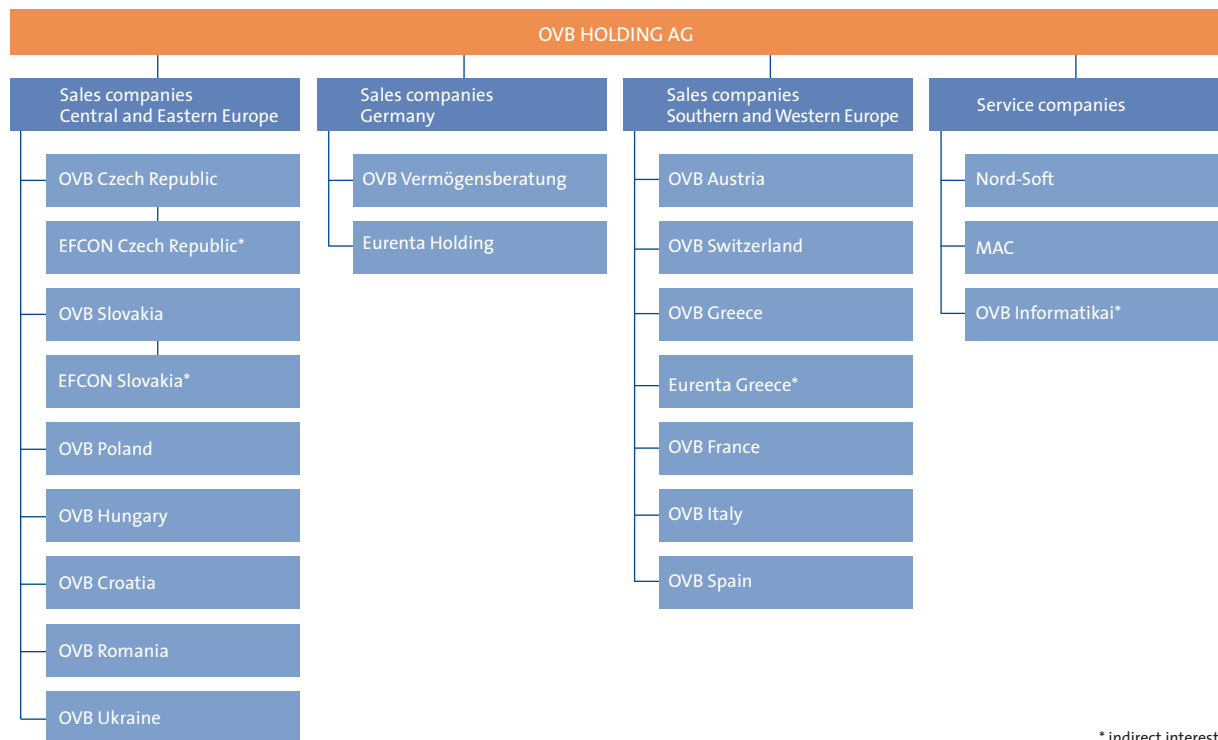 OVB HOLDING AG
Sales companies
Central and Eastern Europe
OVB Czech Republic
EFCON Czech Republic*
OVB Slovakia
EFCON Slovakia*
OVB Poland
OVB Hungary
OVB Croatia
OVB Romania
OVB Ukraine
Sales companies
Germany
OVB Vermögensberatung
Eurenta Holding
Sales companies
Southern and Western Europe
OVB Austria
OVB Switzerland
OVB Greece
Eurenta Greece*
OVB France
OVB Italy
OVB Spain
Service companies
Nord-Soft
MAC
OVB Informatikai*
* indirect interest